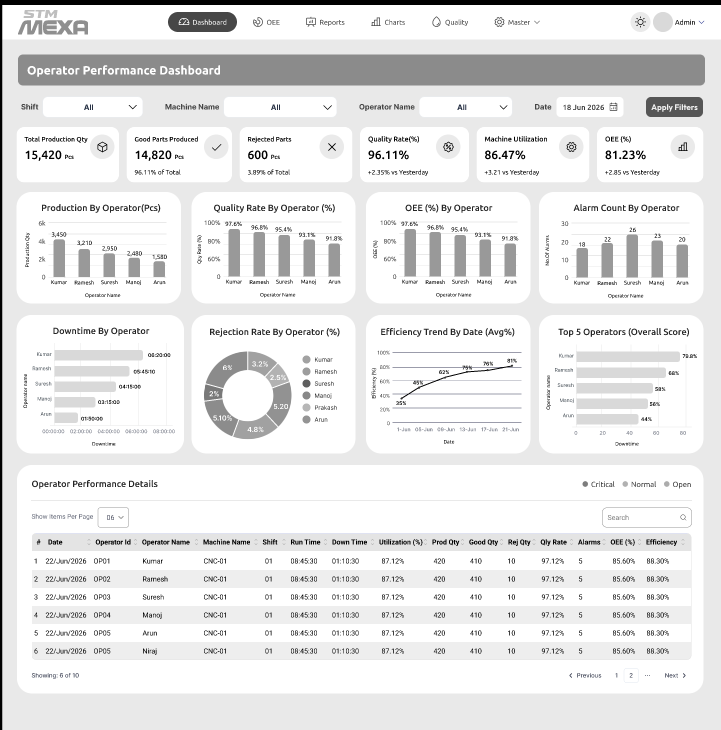 STM
MEXA
Dashboard OEE Reports Charts Quality Master Admin
Operator Performance Dashboard
Shift All Machine Name All Operator Name All Date 18 Jun 2026 Apply Filters
Total Production Qty
15,420 Pcs
Good Parts Produced
14,820 Pcs
96.11% of Total
Rejected Parts
600 Pcs
3.89% of Total
Quality Rate(%)
96.11%
+2.35% vs Yesterday
Machine Utilization
86.47%
+3.21 vs Yesterday
OEE (%)
81.23%
+2.85 vs Yesterday
Production By Operator(Pcs)
6k
4k
2k
0
Production Qty
3,450 3,210 2,950 2,480 1,580
Kumar Ramesh Suresh Manoj Arun
Operator Name
Quality Rate By Operator (%)
100%
80%
60%
0
Qly Rate (%)
97.6% 96.8% 95.4% 93.1% 91.8%
Kumar Ramesh Suresh Manoj Arun
Operator Name
OEE (%) By Operator
100%
80%
60%
0
OEE(%)
97.6% 96.8% 95.4% 93.1% 91.8%
Kumar Ramesh Suresh Manoj Arun
Operator Name
Alarm Count By Operator
30
20
10
0
No.Of Alarms
18 22 26 23 20
Kumar Ramesh Suresh Manoj Arun
Operator Name
Downtime By Operator
Operator name
Kumar 06:20:00
Ramesh 05:45:10
Suresh 04:15:00
Manoj 03:15:00
Arun 01:50:00
00:00:00 02:00:00 04:00:00 06:00:00 08:00:00
Downtime
Rejection Rate By Operator (%)
6% 3.2%
2.5%
2%
5.20
5.10%
4.8%
Kumar
Ramesh
Suresh
Manoj
Prakash
Arun
Efficiency Trend By Date (Avg%)
100%
80%
60%
40%
20%
0
Efficiency (%)
35% 45% 62% 75% 76% 81%
1-Jun 05-Jun 09-Jun 13-Jun 17-Jun 21-Jun
Date
Top 5 Operators (Overall Score)
Operator name
Kumar 79.8%
Ramesh 68%
Suresh 58%
Manoj 56%
Arun 44%
0 20 40 60 80
Downtime
Operator Performance Details
Critical Normal Open
Show Items Per Page 06 Search
# Date Operator Id Operator Name Machine Name Shift Run Time Down Time Utilization (%) Prod Qty Good Qty Rej Qty Qly Rate Alarms OEE (%) Efficiency
1 22/Jun/2026 OP01 Kumar CNC-01 01 08:45:30 01:10:30 87.12% 420 410 10 97.12% 5 85.60% 88.30%
2 22/Jun/2026 OP02 Ramesh CNC-01 01 08:45:30 01:10:30 87.12% 420 410 10 97.12% 5 85.60% 88.30%
3 22/Jun/2026 OP03 Suresh CNC-01 01 08:45:30 01:10:30 87.12% 420 410 10 97.12% 5 85.60% 88.30%
4 22/Jun/2026 OP04 Manoj CNC-01 01 08:45:30 01:10:30 87.12% 420 410 10 97.12% 5 85.60% 88.30%
5 22/Jun/2026 OP05 Arun CNC-01 01 08:45:30 01:10:30 87.12% 420 410 10 97.12% 5 85.60% 88.30%
6 22/Jun/2026 OP05 Niraj CNC-01 01 08:45:30 01:10:30 87.12% 420 410 10 97.12% 5 85.60% 88.30%
Showing: 6 of 10 Previous 1 2 ··· Next